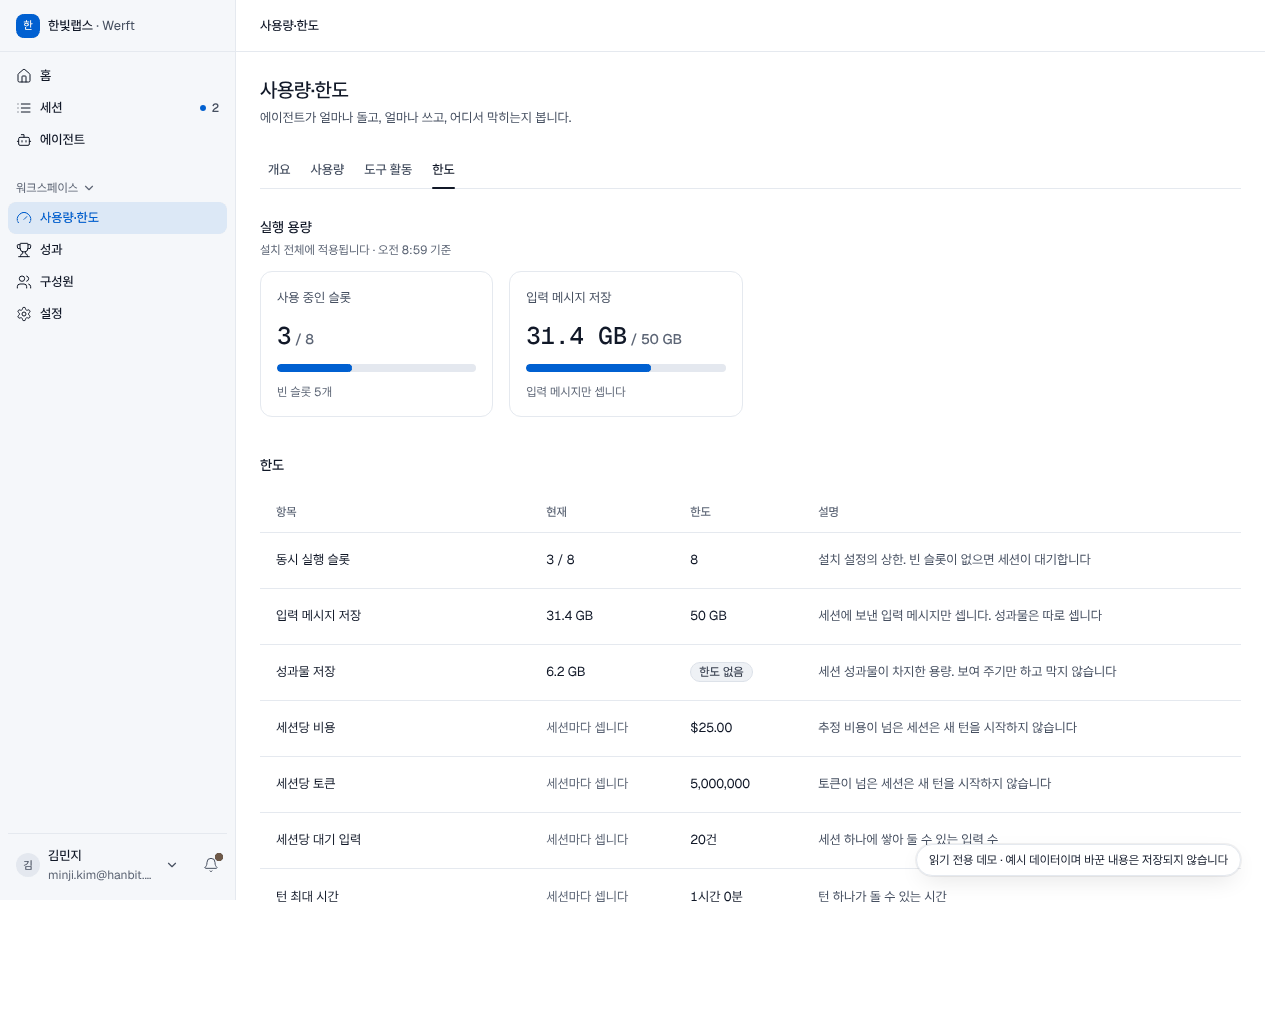 한 한빛랩스 · Werft
사용량·한도
홈
세션 2
에이전트
워크스페이스
사용량·한도
성과
구성원
설정
김 김민지
minji.kim@hanbit....
사용량·한도
에이전트가 얼마나 돌고, 얼마나 쓰고, 어디서 막히는지 봅니다.
개요 사용량 도구 활동 한도
실행 용량
설치 전체에 적용됩니다 · 오전 8:59 기준
사용 중인 슬롯
3 / 8
빈 슬롯 5개
입력 메시지 저장
31.4 GB / 50 GB
입력 메시지만 셉니다
한도
항목 현재 한도 설명
동시 실행 슬롯 3 / 8 8 설치 설정의 상한. 빈 슬롯이 없으면 세션이 대기합니다
입력 메시지 저장 31.4 GB 50 GB 세션에 보낸 입력 메시지만 셉니다. 성과물은 따로 셉니다
성과물 저장 6.2 GB 한도 없음 세션 성과물이 차지한 용량. 보여 주기만 하고 막지 않습니다
세션당 비용 세션마다 셉니다 $25.00 추정 비용이 넘은 세션은 새 턴을 시작하지 않습니다
세션당 토큰 세션마다 셉니다 5,000,000 토큰이 넘은 세션은 새 턴을 시작하지 않습니다
세션당 대기 입력 세션마다 셉니다 20건 세션 하나에 쌓아 둘 수 있는 입력 수
읽기 전용 데모 · 예시 데이터이며 바꾼 내용은 저장되지 않습니다
턴 최대 시간 세션마다 셉니다 1시간 0분 턴 하나가 돌 수 있는 시간